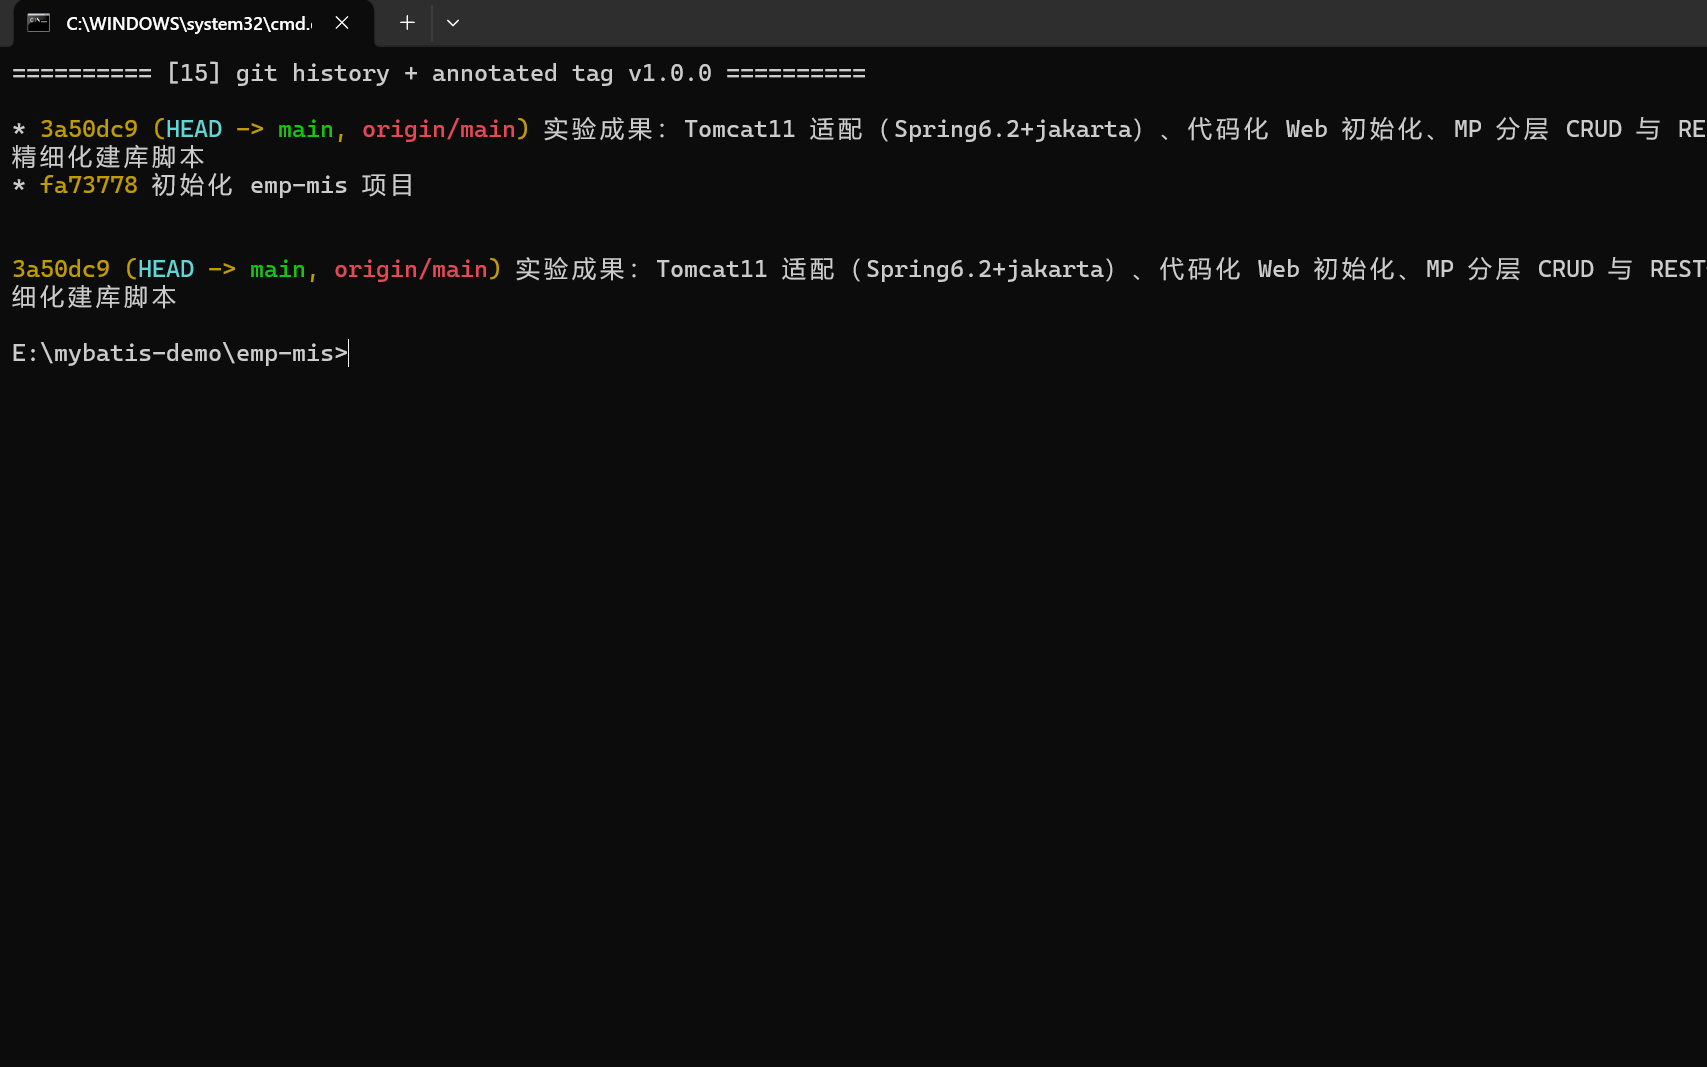 C:\WINDOWS\system32\cmd.
========== [15] git history + annotated tag v1.0.0 ==========
* 3a50dc9 (HEAD -> main, origin/main) 实验成果：Tomcat11 适配（Spring6.2+jakarta）、代码化 Web 初始化、MP 分层 CRUD 与 RE
精细化建库脚本
* fa73778 初始化 emp-mis 项目
3a50dc9 (HEAD -> main, origin/main) 实验成果：Tomcat11 适配（Spring6.2+jakarta）、代码化 Web 初始化、MP 分层 CRUD 与 REST
细化建库脚本
E:\mybatis-demo\emp-mis>